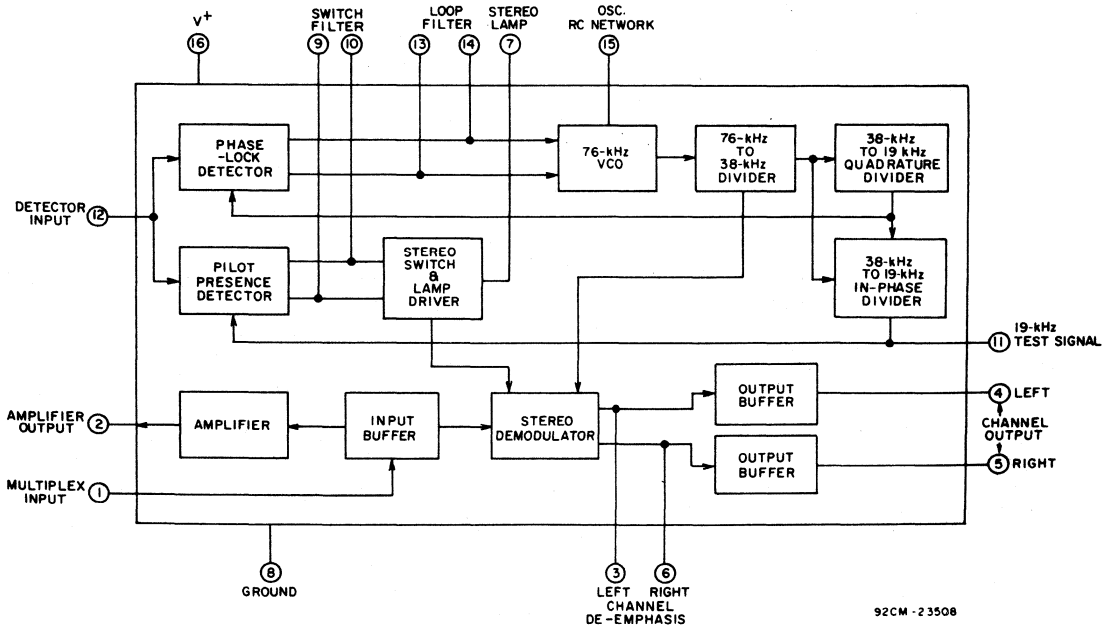 V+
16
SWITCH
FILTER
9
10
LOOP
FILTER
13
14
STEREO
LAMP
7
OSC.
RC NETWORK
15
PHASE
-LOCK
DETECTOR
76-kHz
VCO
76-kHz
TO
38-kHz
DIVIDER
38-kHz
TO 19 kHz
QUADRATURE
DIVIDER
DETECTOR
INPUT
12
PILOT
PRESENCE
DETECTOR
STEREO
SWITCH
&
LAMP
DRIVER
38-kHz
TO 19-kHz
IN-PHASE
DIVIDER
11
19-kHz
TEST SIGNAL
AMPLIFIER
OUTPUT
2
AMPLIFIER
INPUT
BUFFER
STEREO
DEMODULATOR
OUTPUT
BUFFER
4 LEFT
CHANNEL
OUTPUT
OUTPUT
BUFFER
5 RIGHT
MULTIPLEX
INPUT
1
8
GROUND
3
6
LEFT RIGHT
CHANNEL
DE-EMPHASIS
92CM-23508